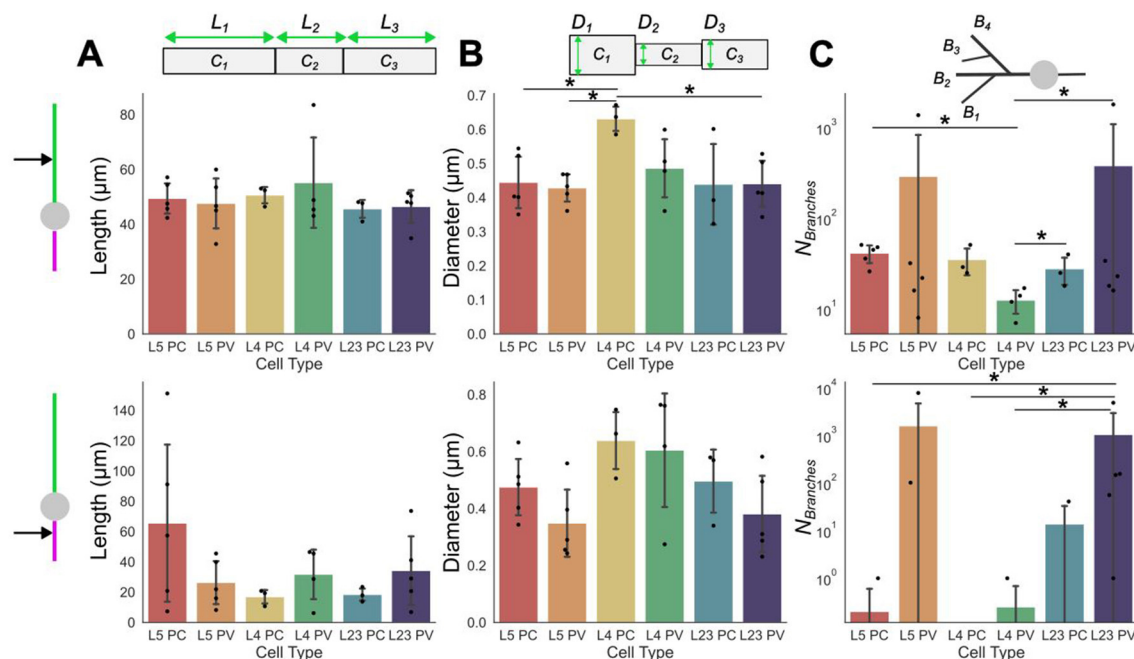 A
L1 L2 L3
C1 C2 C3
B
D1 D2 D3
C1 C2 C3
C
B4
B3
B2
B1
Length (µm)
80
60
40
20
0
L5 PC L5 PV L4 PC L4 PV L23 PC L23 PV
Cell Type
Diameter (µm)
0.7
0.6
0.5
0.4
0.3
0.2
0.1
0.0
* * *
L5 PC L5 PV L4 PC L4 PV L23 PC L23 PV
Cell Type
NBranches
10³
10²
10¹
* * *
L5 PC L5 PV L4 PC L4 PV L23 PC L23 PV
Cell Type
Length (µm)
140
120
100
80
60
40
20
0
L5 PC L5 PV L4 PC L4 PV L23 PC L23 PV
Cell Type
Diameter (µm)
0.8
0.6
0.4
0.2
0.0
L5 PC L5 PV L4 PC L4 PV L23 PC L23 PV
Cell Type
NBranches
10⁴
10³
10²
10¹
10⁰
* * *
L5 PC L5 PV L4 PC L4 PV L23 PC L23 PV
Cell Type